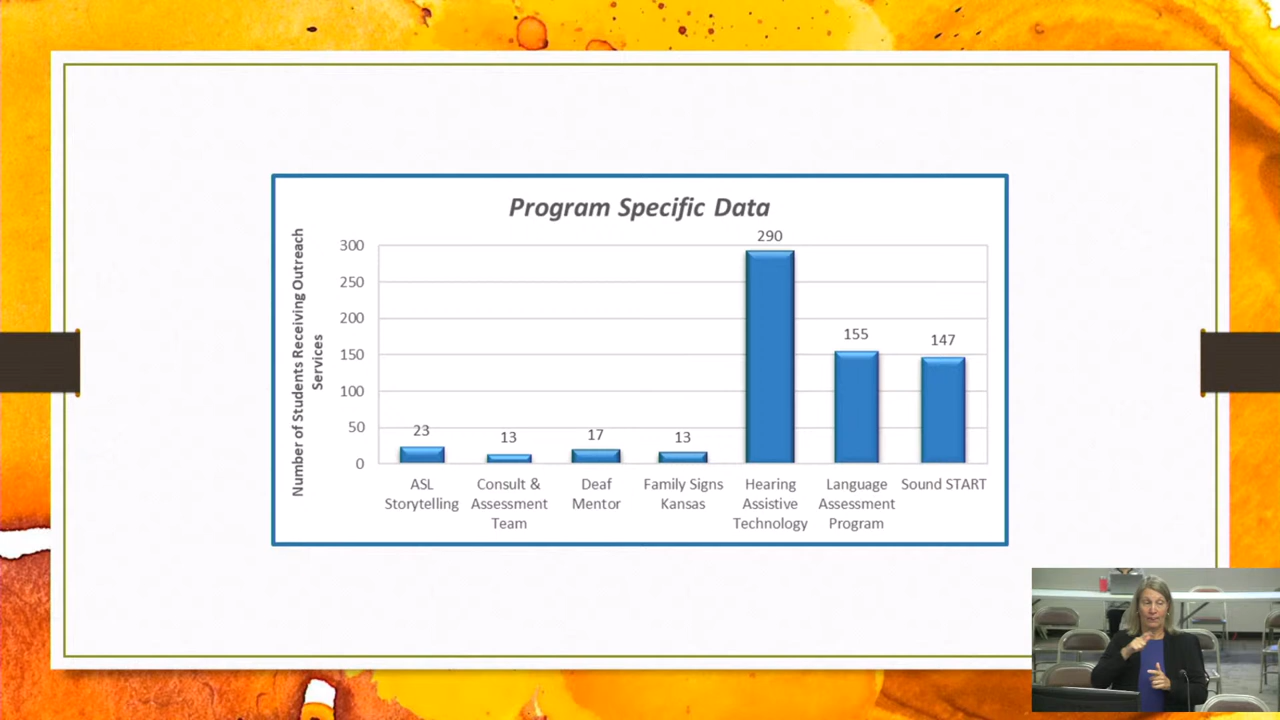 Program Specific Data
Number of Students Receiving Outreach
Services
300
250
200
150
100
50
0
23
13
17
13
290
155
147
ASL
Storytelling
Consult &
Assessment
Team
Deaf
Mentor
Family Signs
Kansas
Hearing
Assistive
Technology
Language
Assessment
Program
Sound START